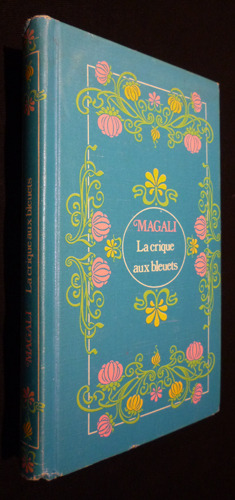 MAGALI
La crique
aux bleuets
MAGALI La crique aux bleuets